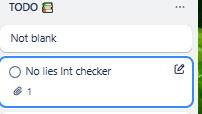 TODO 📚
Not blank
No lies Int checker
1